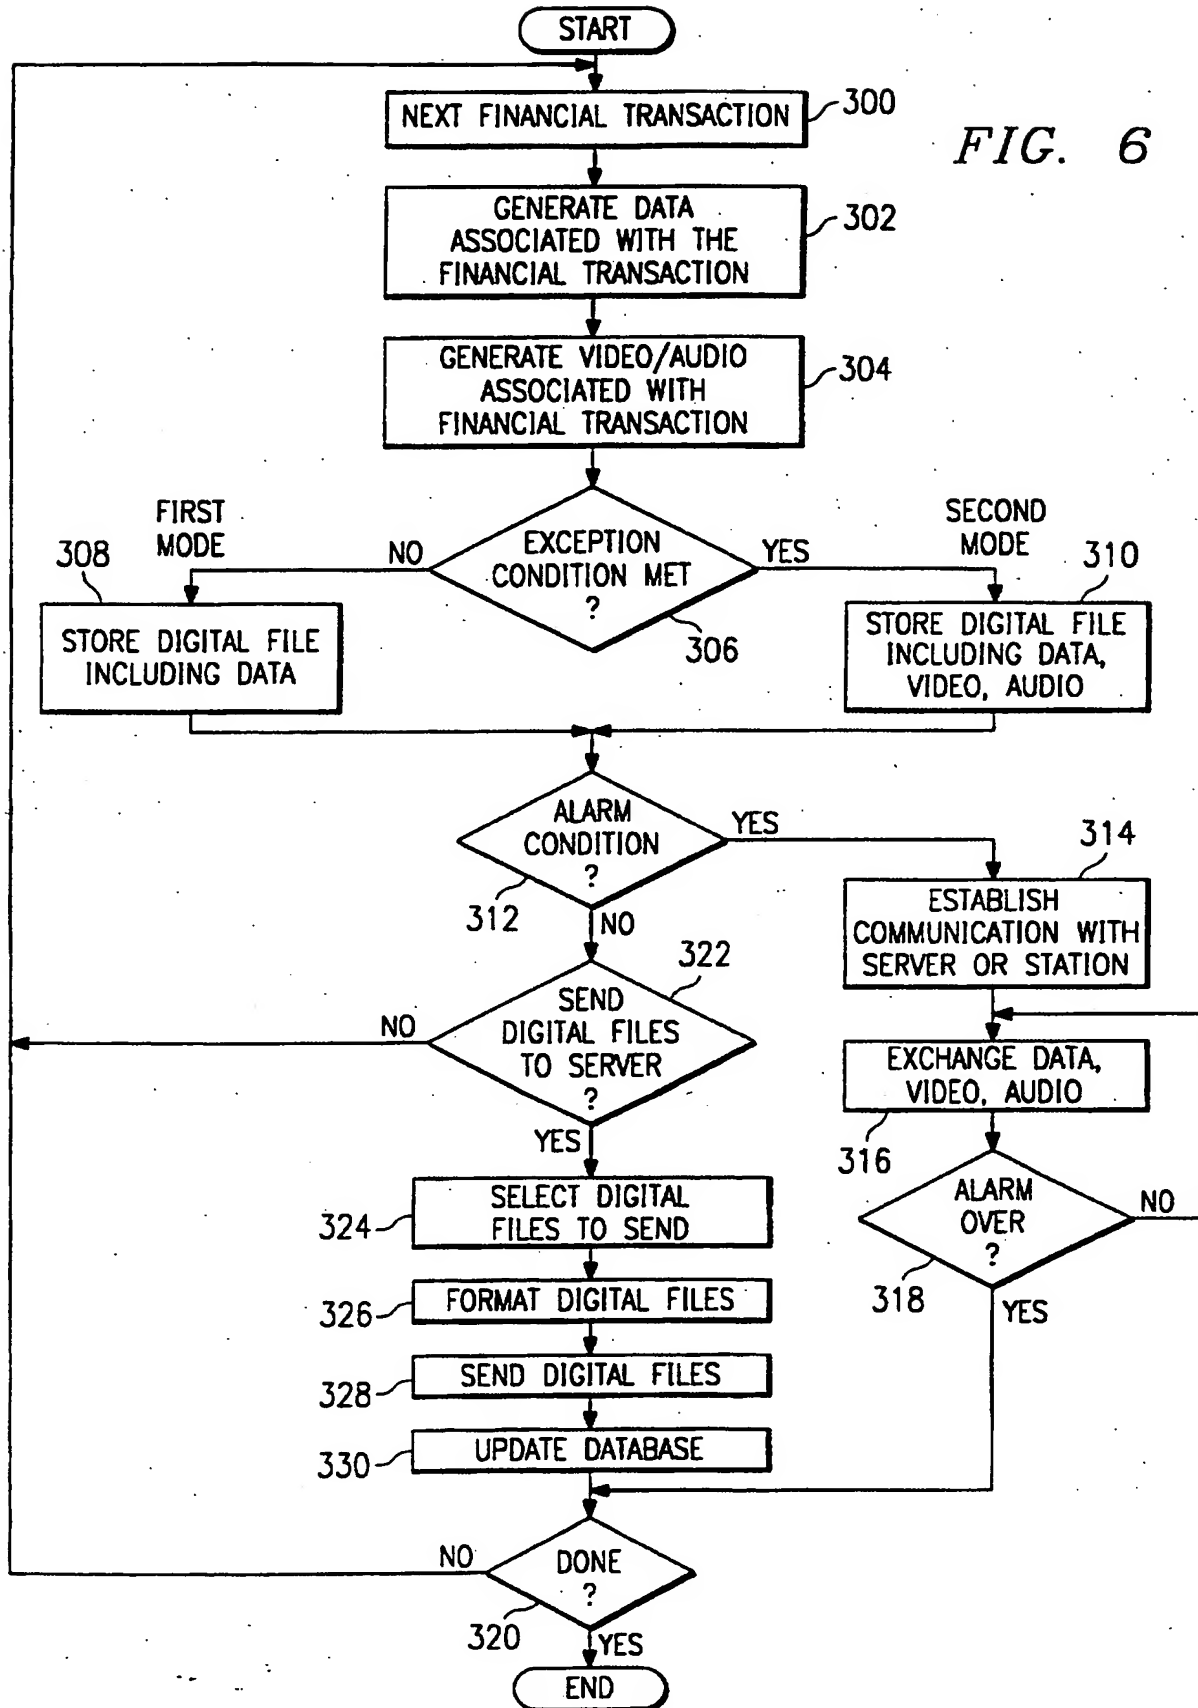 START
NEXT FINANCIAL TRANSACTION
300
FIG. 6
GENERATE DATA
ASSOCIATED WITH THE
FINANCIAL TRANSACTION
302
GENERATE VIDEO/AUDIO
ASSOCIATED WITH
FINANCIAL TRANSACTION
304
FIRST
MODE
308
NO
EXCEPTION
CONDITION MET
?
306
YES
SECOND
MODE
310
STORE DIGITAL FILE
INCLUDING DATA
STORE DIGITAL FILE
INCLUDING DATA,
VIDEO, AUDIO
ALARM
CONDITION
?
312
YES
NO
314
ESTABLISH
COMMUNICATION WITH
SERVER OR STATION
322
SEND
DIGITAL FILES
TO SERVER
?
NO
YES
EXCHANGE DATA,
VIDEO, AUDIO
316
ALARM
OVER
?
318
NO
YES
324
SELECT DIGITAL
FILES TO SEND
326
FORMAT DIGITAL FILES
328
SEND DIGITAL FILES
330
UPDATE DATABASE
NO
DONE
?
320
YES
END